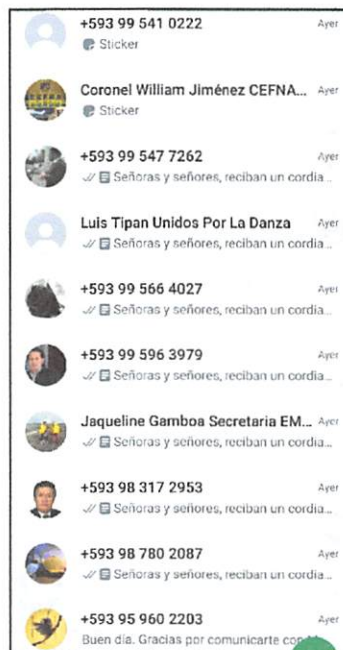 +593 99 541 0222 Ayer
Sticker
Coronel William Jiménez CEFNA... Ayer
Sticker
+593 99 547 7262 Ayer
Señoras y señores, reciban un cordia...
Luis Tipan Unidos Por La Danza Ayer
Señoras y señores, reciban un cordia...
+593 99 566 4027 Ayer
Señoras y señores, reciban un cordia...
+593 99 596 3979 Ayer
Señoras y señores, reciban un cordia...
Jaqueline Gamboa Secretaria EM... Ayer
Señoras y señores, reciban un cordia...
+593 98 317 2953 Ayer
Señoras y señores, reciban un cordia...
+593 98 780 2087 Ayer
Señoras y señores, reciban un cordia...
+593 95 960 2203 Ayer
Buen día. Gracias por comunicarte con